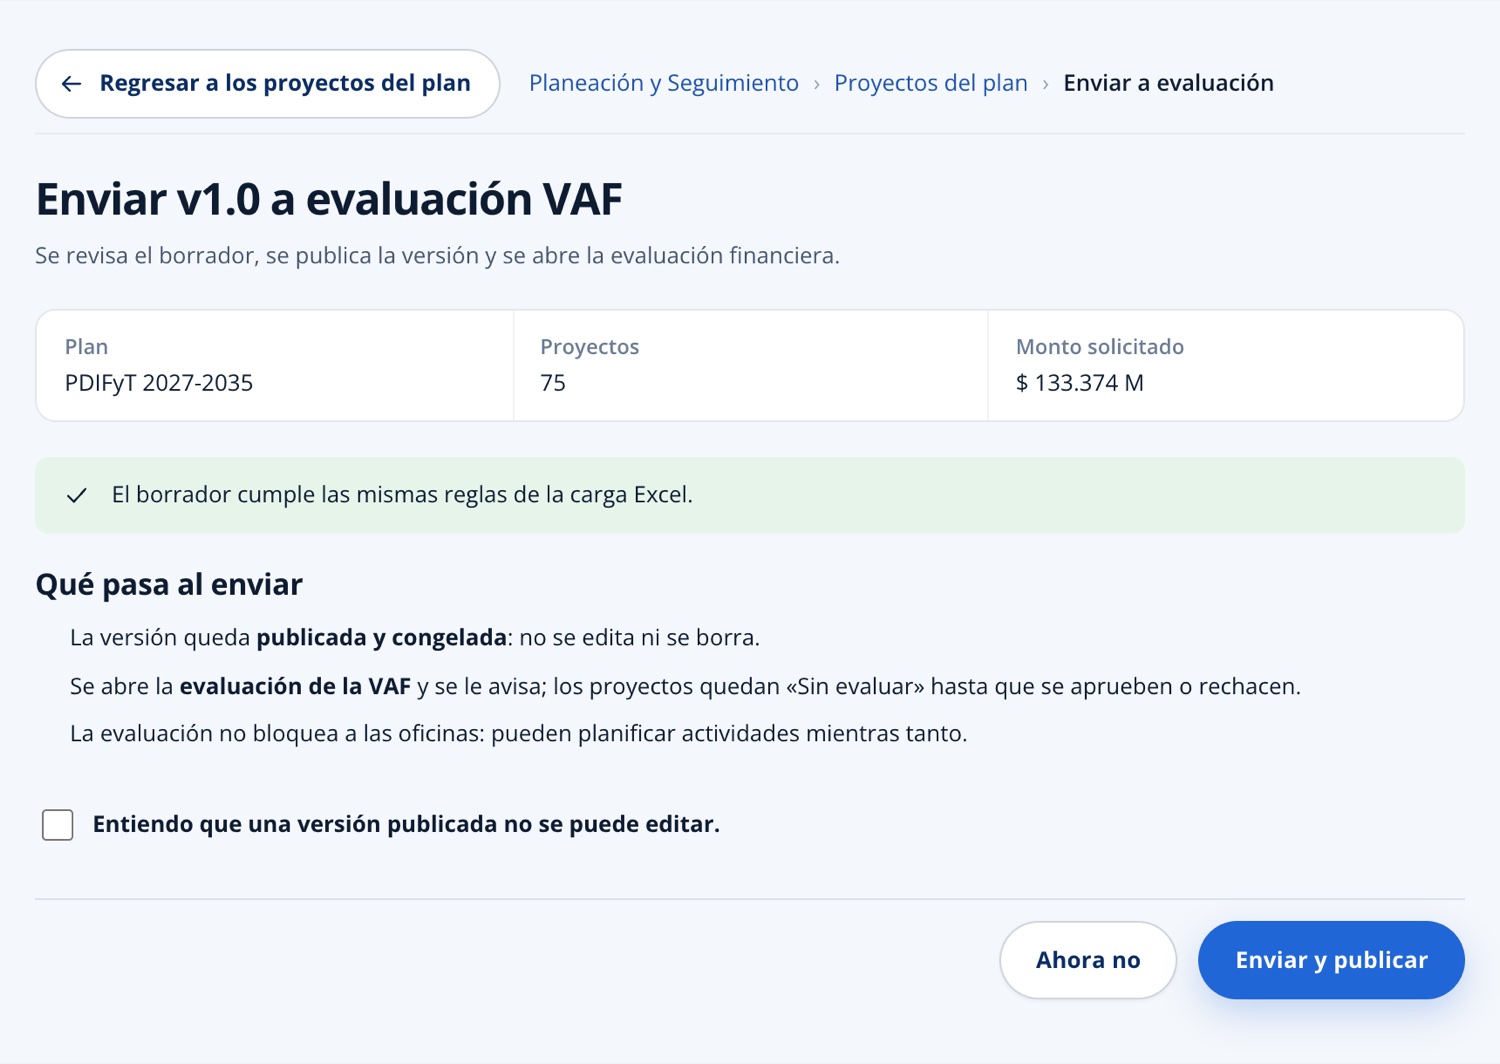 ← Regresar a los proyectos del plan
Planeación y Seguimiento › Proyectos del plan › Enviar a evaluación
Enviar v1.0 a evaluación VAF
Se revisa el borrador, se publica la versión y se abre la evaluación financiera.
Plan
PDIFyT 2027-2035
Proyectos
75
Monto solicitado
$ 133.374 M
El borrador cumple las mismas reglas de la carga Excel.
Qué pasa al enviar
La versión queda publicada y congelada: no se edita ni se borra.
Se abre la evaluación de la VAF y se le avisa; los proyectos quedan «Sin evaluar» hasta que se aprueben o rechacen.
La evaluación no bloquea a las oficinas: pueden planificar actividades mientras tanto.
Entiendo que una versión publicada no se puede editar.
Ahora no
Enviar y publicar